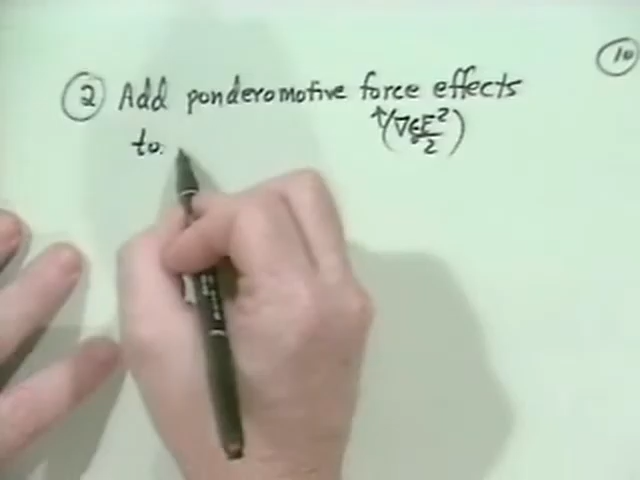 10
② Add ponderomotive force effects
↑(∇ε₀E²/2)
to: